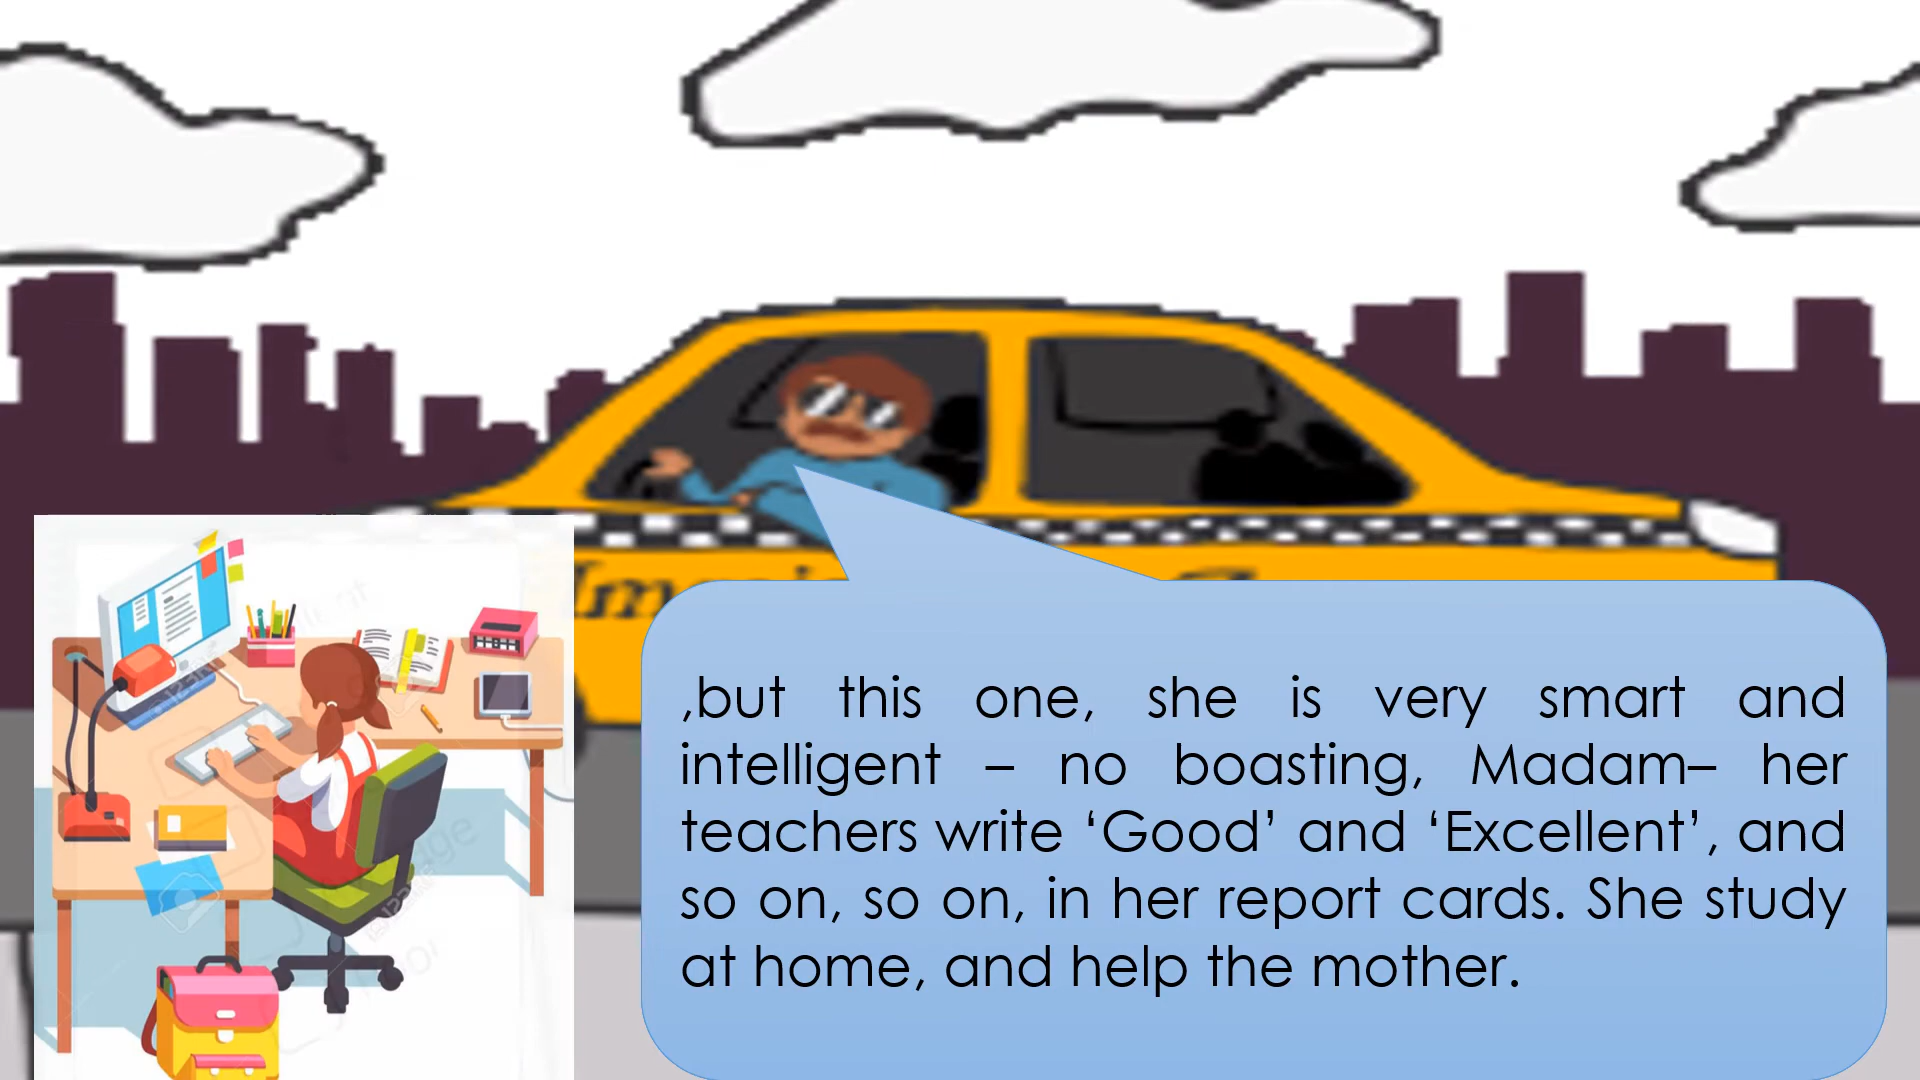 ,but this one, she is very smart and
intelligent – no boasting, Madam– her
teachers write ‘Good’ and ‘Excellent’, and
so on, so on, in her report cards. She study
at home, and help the mother.